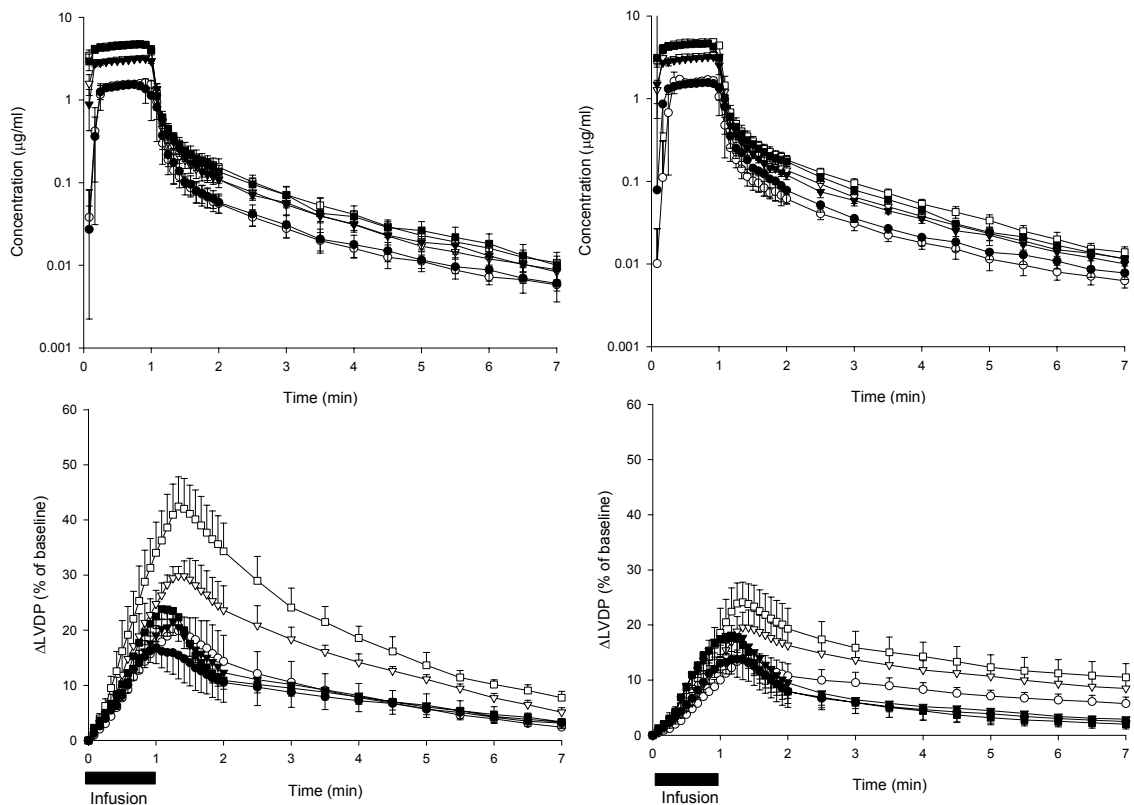 10
1
0.1
0.01
0.001
Concentration (µg/ml)
0 1 2 3 4 5 6 7
Time (min)
10
1
0.1
0.01
0.001
Concentration (µg/ml)
0 1 2 3 4 5 6 7
Time (min)
60
50
40
30
20
10
0
ΔLVDP (% of baseline)
0 1 2 3 4 5 6 7
Time (min)
Infusion
60
50
40
30
20
10
0
ΔLVDP (% of baseline)
0 1 2 3 4 5 6 7
Time (min)
Infusion